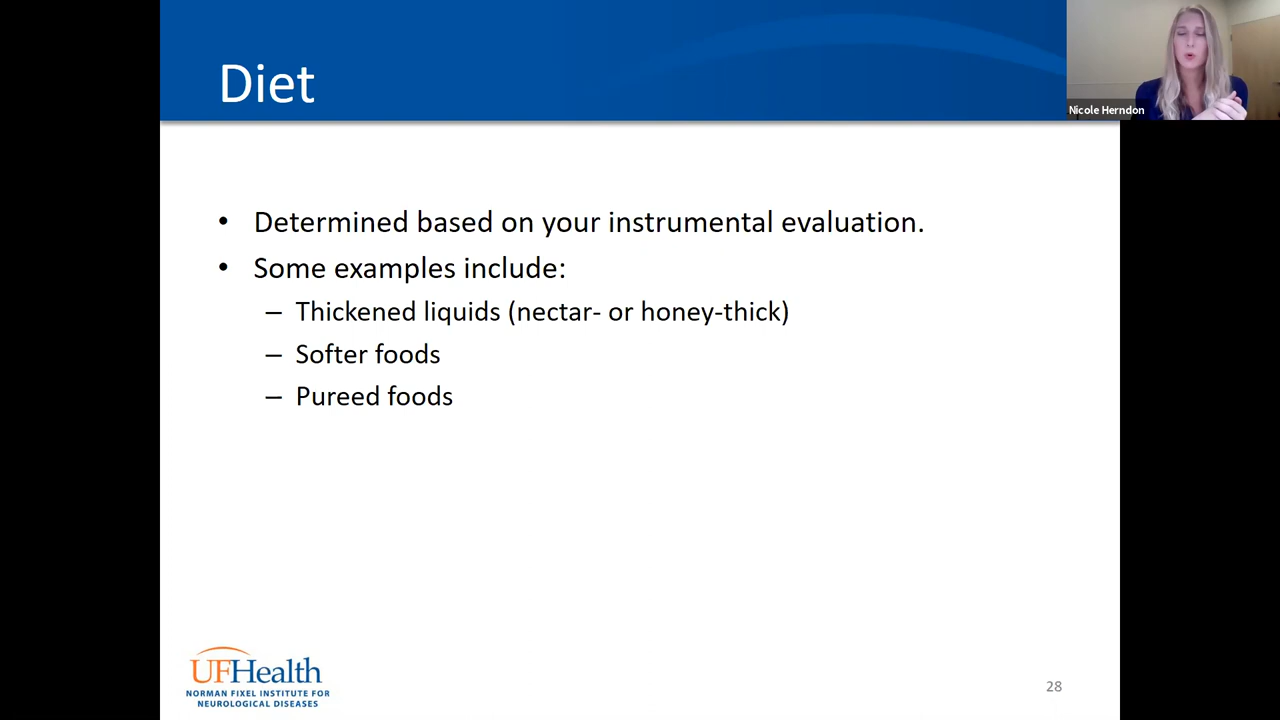 Diet
Nicole Herndon
• Determined based on your instrumental evaluation.
• Some examples include:
– Thickened liquids (nectar- or honey-thick)
– Softer foods
– Pureed foods
UFHealth
NORMAN FIXEL INSTITUTE FOR
NEUROLOGICAL DISEASES
28